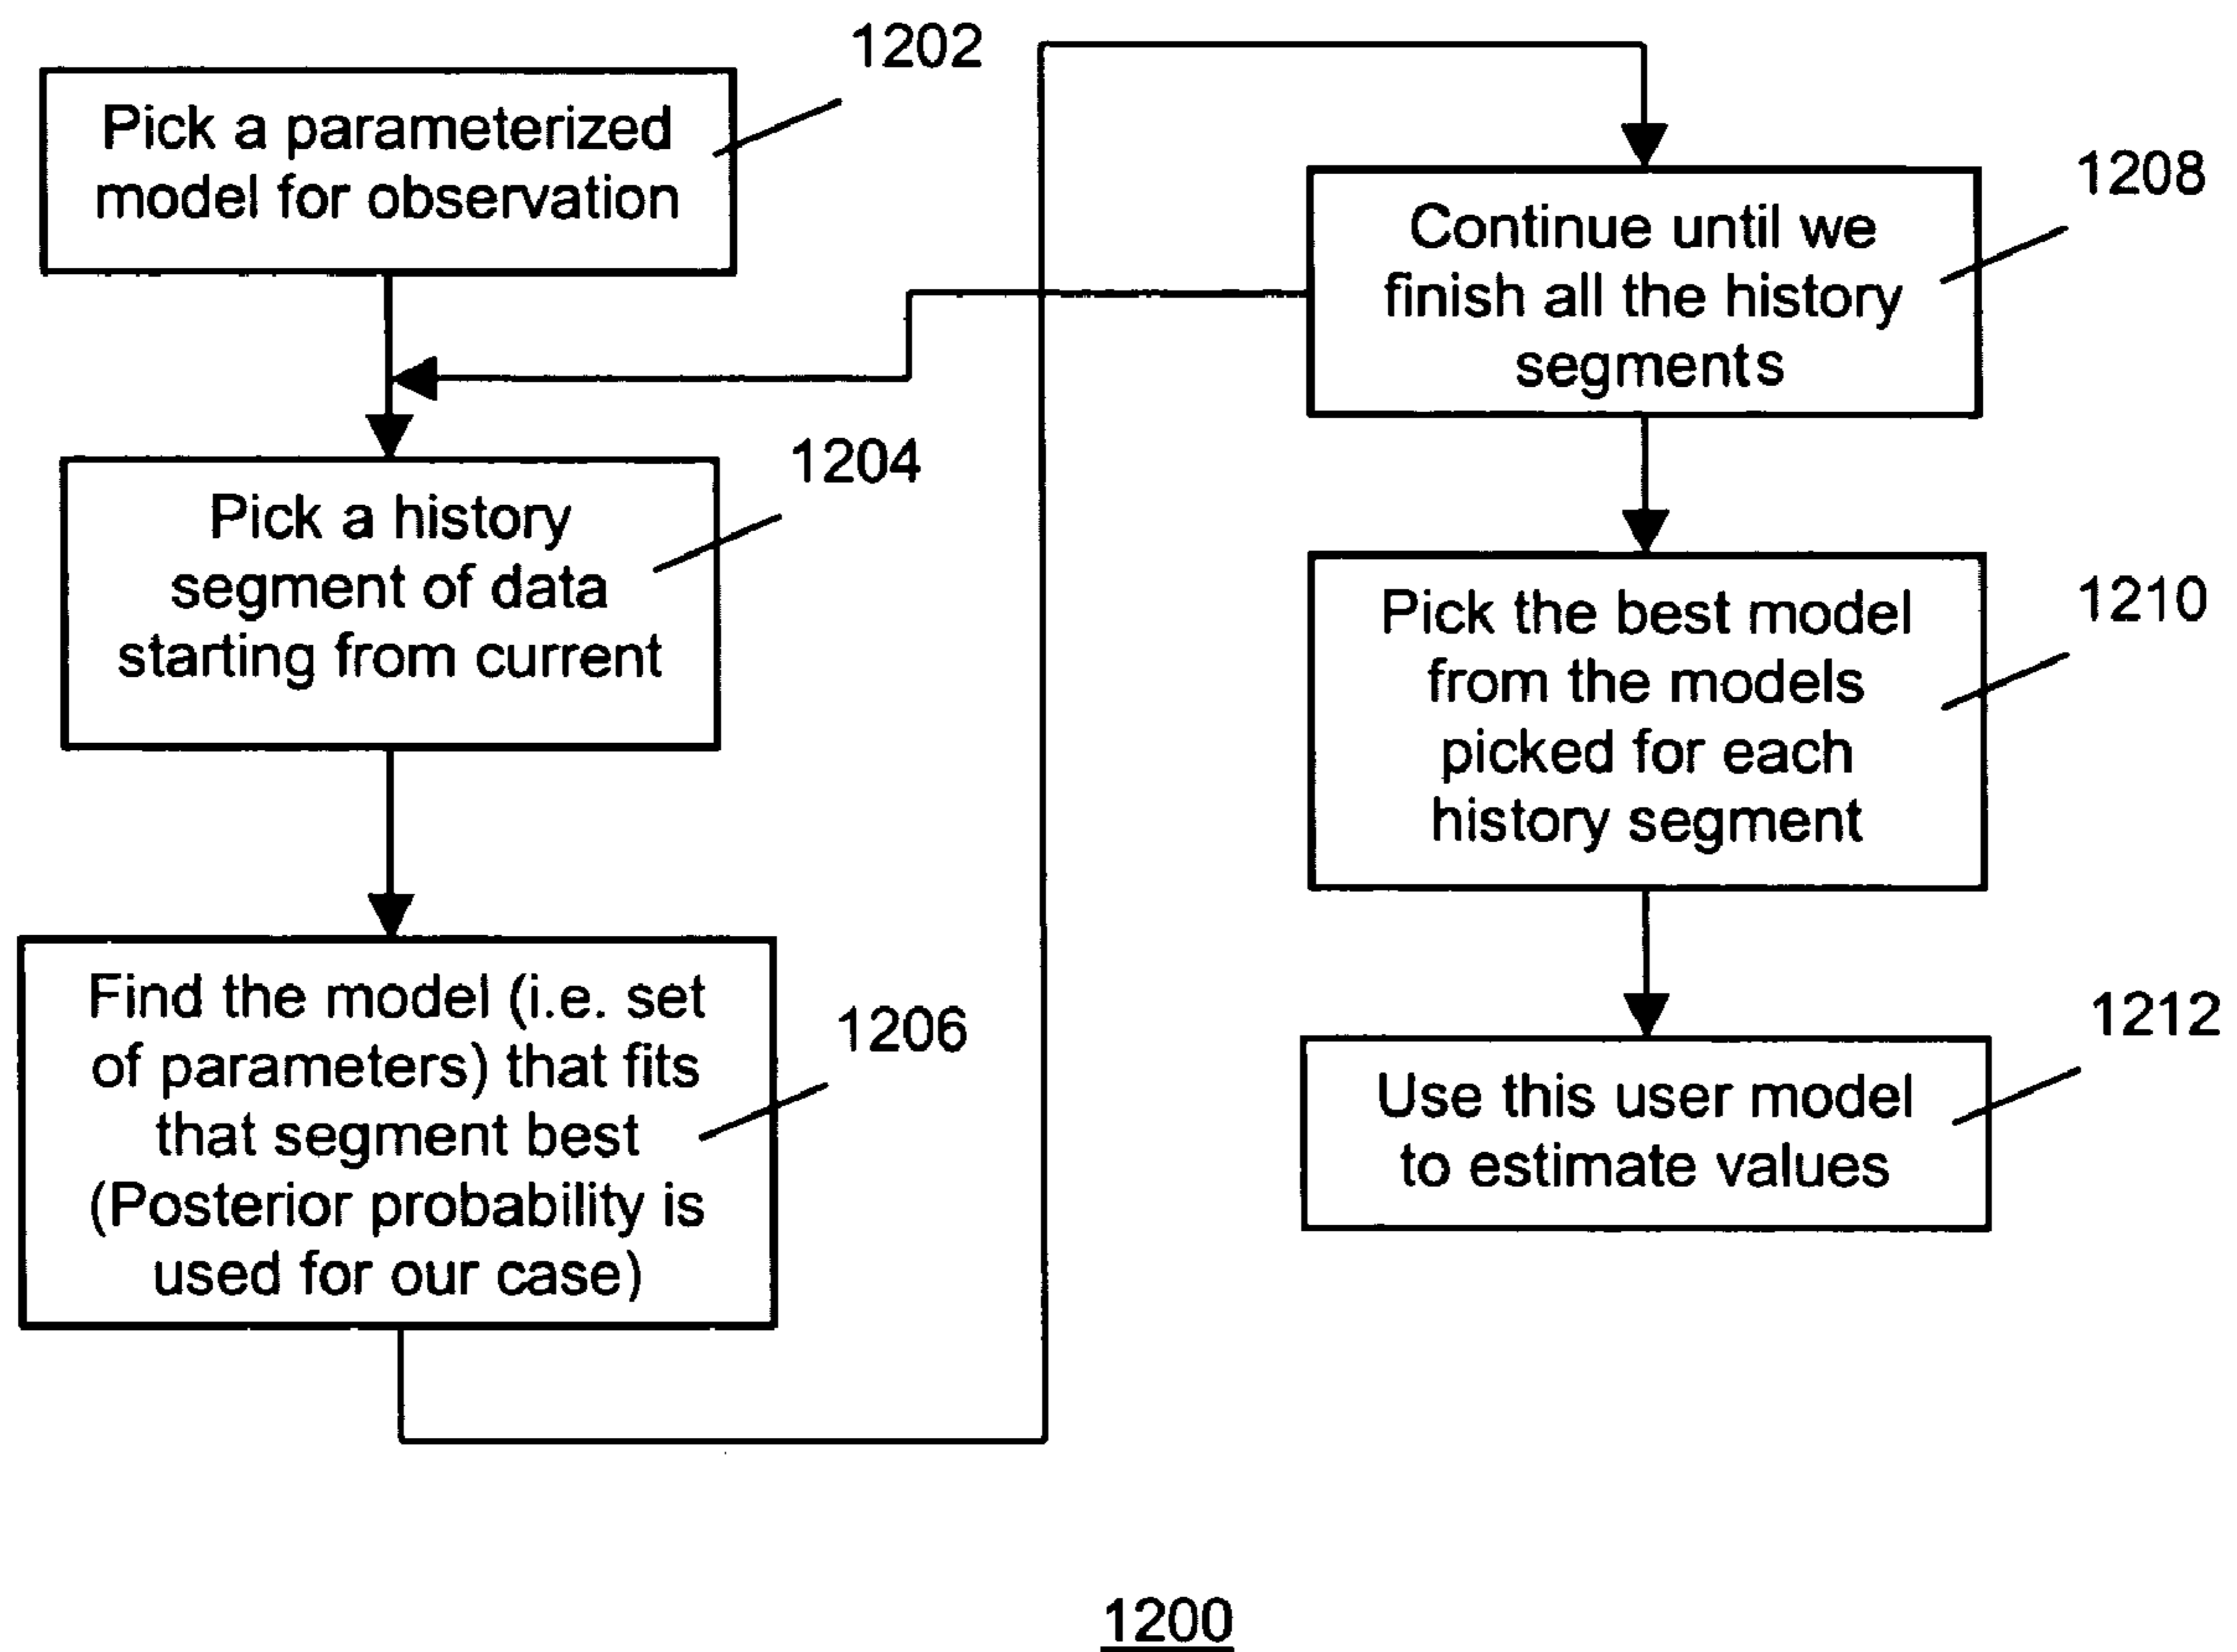 1202
Pick a parameterized
model for observation
1204
Pick a history
segment of data
starting from current
1206
Find the model (i.e. set
of parameters) that fits
that segment best
(Posterior probability is
used for our case)
1208
Continue until we
finish all the history
segments
1210
Pick the best model
from the models
picked for each
history segment
1212
Use this user model
to estimate values
1200